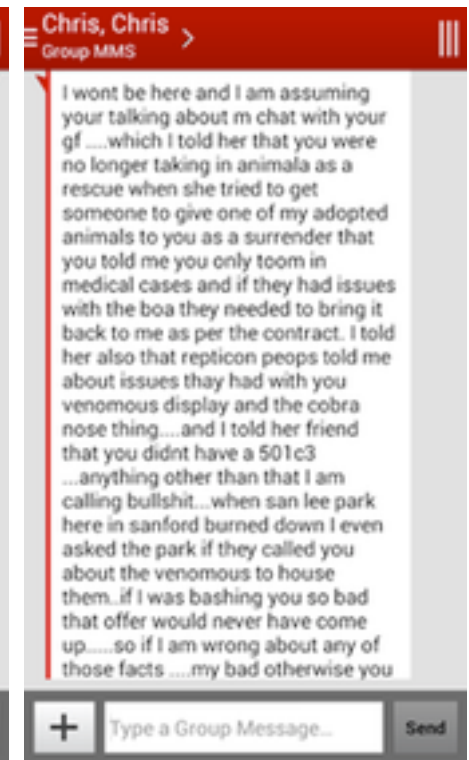 Chris, Chris
Group MMS
I wont be here and I am assuming
your talking about m chat with your
gf .....which I told her that you were
no longer taking in animala as a
rescue when she tried to get
someone to give one of my adopted
animals to you as a surrender that
you told me you only toom in
medical cases and if they had issues
with the boa they needed to bring it
back to me as per the contract. I told
her also that repticon peops told me
about issues thay had with you
venomous display and the cobra
nose thing....and I told her friend
that you didnt have a 501c3
...anything other than that I am
calling bullshit...when san lee park
here in sanford burned down I even
asked the park if they called you
about the venomous to house
them..if I was bashing you so bad
that offer would never have come
up.....so if I am wrong about any of
those facts ....my bad otherwise you
Type a Group Message...
Send